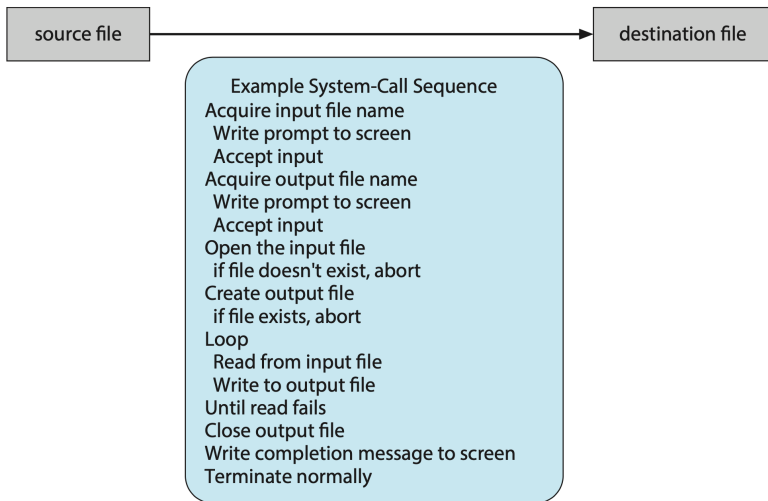 source file
destination file
Example System-Call Sequence
Acquire input file name
Write prompt to screen
Accept input
Acquire output file name
Write prompt to screen
Accept input
Open the input file
if file doesn't exist, abort
Create output file
if file exists, abort
Loop
Read from input file
Write to output file
Until read fails
Close output file
Write completion message to screen
Terminate normally